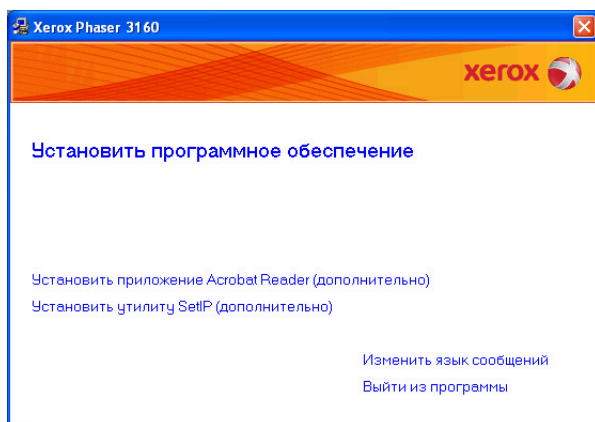 Xerox Phaser 3160
xerox
Установить программное обеспечение
Установить приложение Acrobat Reader (дополнительно)
Установить утилиту SetIP (дополнительно)
Изменить язык сообщений
Выйти из программы